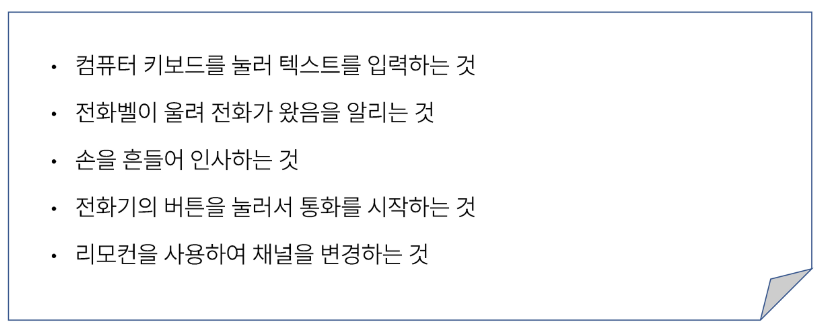 • 컴퓨터 키보드를 눌러 텍스트를 입력하는 것
• 전화벨이 울려 전화가 왔음을 알리는 것
• 손을 흔들어 인사하는 것
• 전화기의 버튼을 눌러서 통화를 시작하는 것
• 리모컨을 사용하여 채널을 변경하는 것